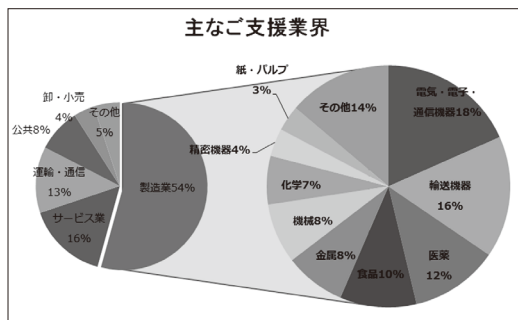 主なご支援業界
卸・小売
4%
その他
5%
公共8%
運輸・通信
13%
サービス業
16%
製造業54%
紙・パルプ
3%
その他14%
精密機器4%
化学7%
機械8%
金属8%
食品10%
医薬
12%
輸送機器
16%
電気・電子・
通信機器18%